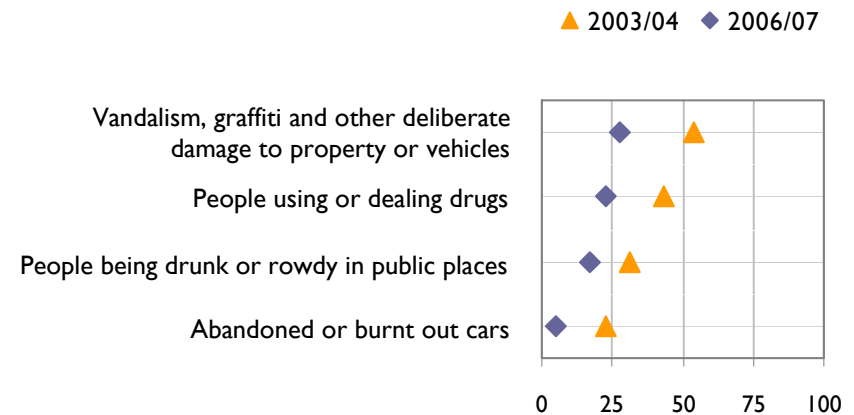 2003/04 2006/07
Vandalism, graffiti and other deliberate
damage to property or vehicles
People using or dealing drugs
People being drunk or rowdy in public places
Abandoned or burnt out cars
0 25 50 75 100